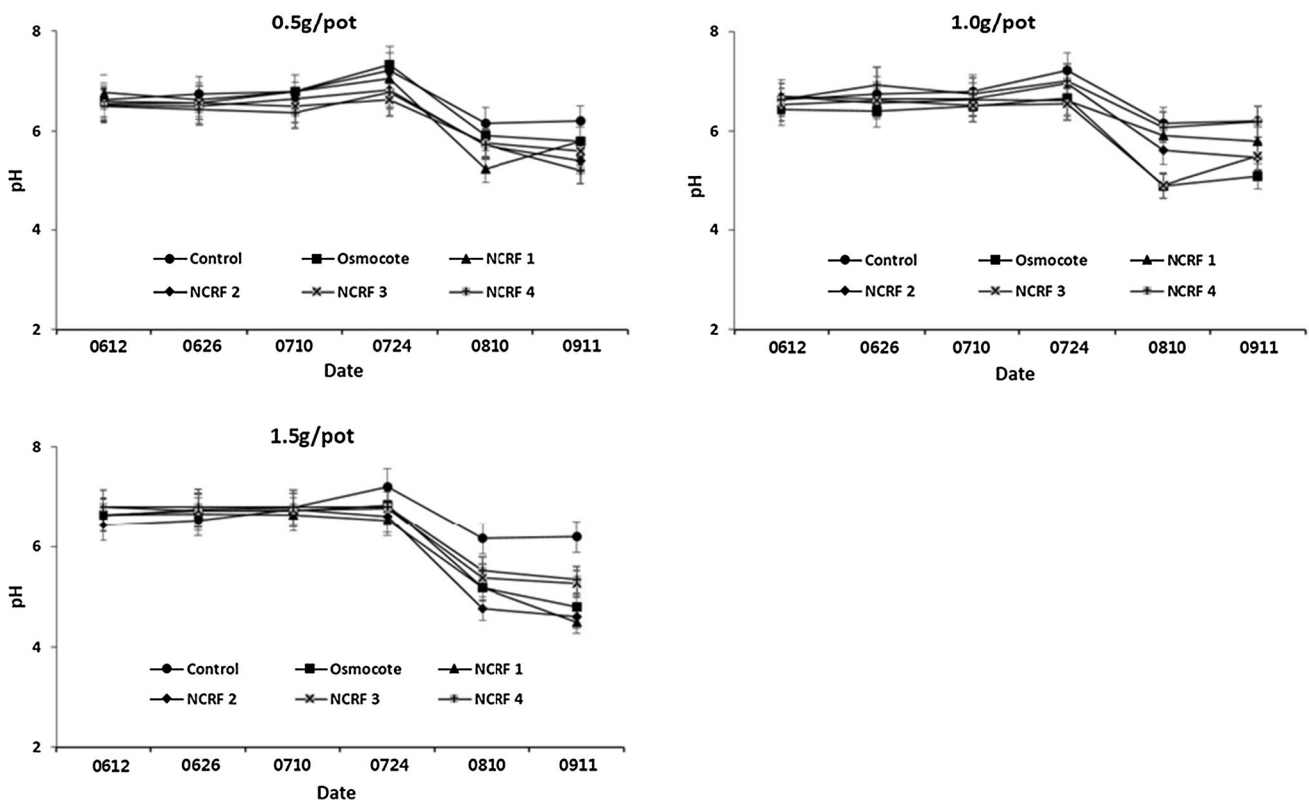 0.5g/pot
8
6
4
2
pH
Control Osmocote NCRF 1
NCRF 2 NCRF 3 NCRF 4
0612 0626 0710 0724 0810 0911
Date
1.0g/pot
8
6
4
2
pH
Control Osmocote NCRF 1
NCRF 2 NCRF 3 NCRF 4
0612 0626 0710 0724 0810 0911
Date
1.5g/pot
8
6
4
2
pH
Control Osmocote NCRF 1
NCRF 2 NCRF 3 NCRF 4
0612 0626 0710 0724 0810 0911
Date